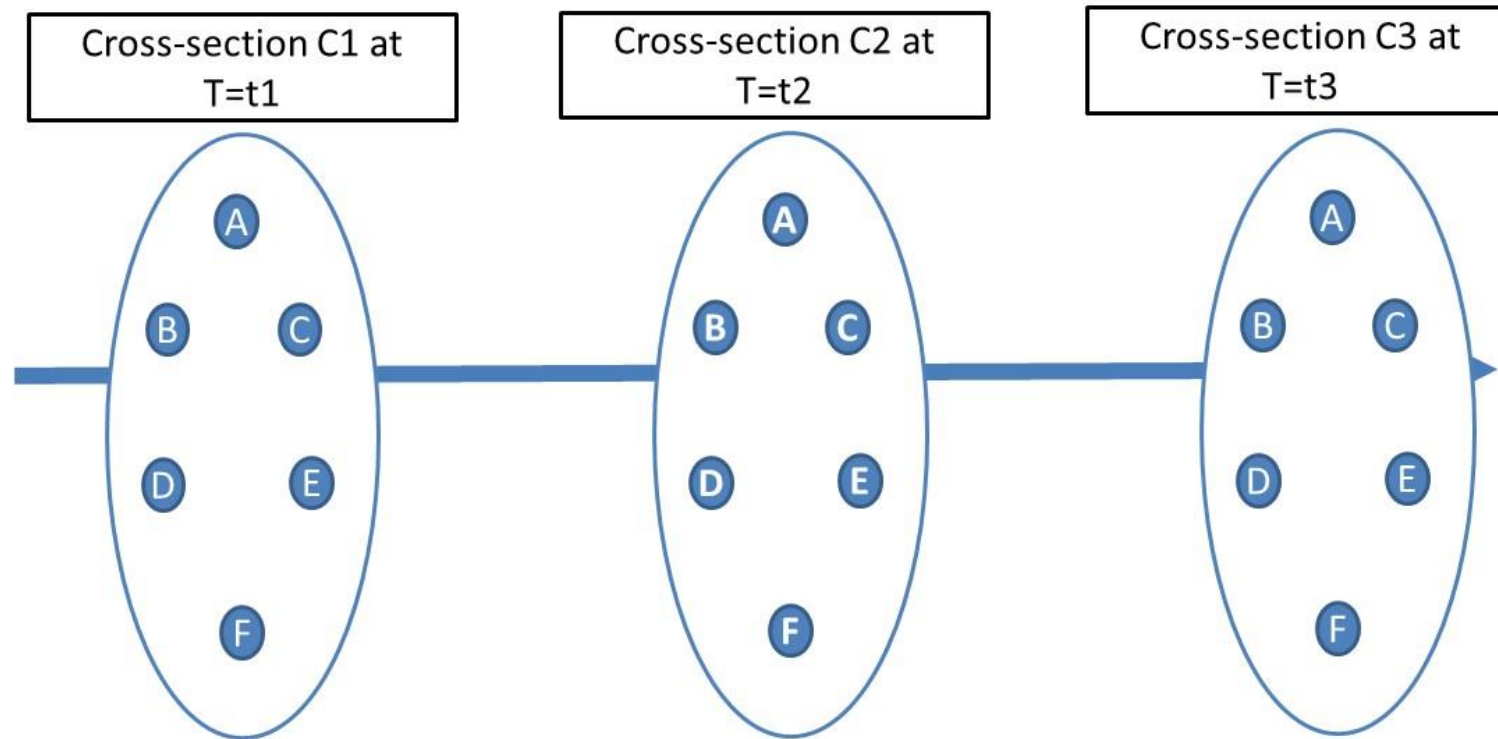 Cross-section C1 at
T=t1
Cross-section C2 at
T=t2
Cross-section C3 at
T=t3
A
B
C
D
E
F
A
B
C
D
E
F
A
B
C
D
E
F